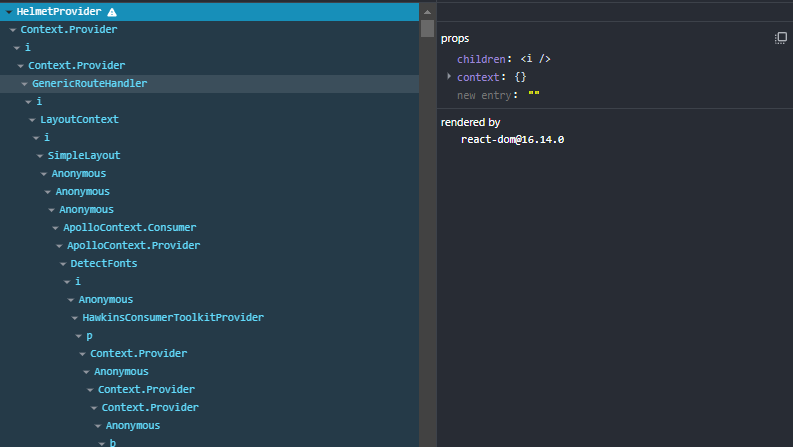 HelmetProvider
Context.Provider
i
Context.Provider
GenericRouteHandler
i
LayoutContext
i
SimpleLayout
Anonymous
Anonymous
Anonymous
ApolloContext.Consumer
ApolloContext.Provider
DetectFonts
i
Anonymous
HawkinsConsumerToolkitProvider
p
Context.Provider
Anonymous
Context.Provider
Context.Provider
Anonymous
b
props
children: <i />
context: {}
new entry: ""
rendered by
react-dom@16.14.0